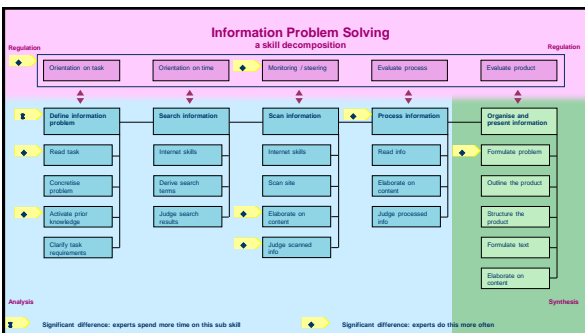 Information Problem Solving
a skill decomposition
Regulation
Regulation
Orientation on task
Orientation on time
Monitoring / steering
Evaluate process
Evaluate product
Define information
problem
Search information
Scan information
Process information
Organise and
present information
Read task
Internet skills
Internet skills
Read info
Formulate problem
Concretise
problem
Derive search
terms
Scan site
Elaborate on
content
Outline the product
Activate prior
knowledge
Judge search
results
Elaborate on
content
Judge processed
info
Structure the
product
Clarify task
requirements
Judge scanned
info
Formulate text
Elaborate on
content
Analysis
Synthesis
Significant difference: experts spend more time on this sub skill
Significant difference: experts do this more often